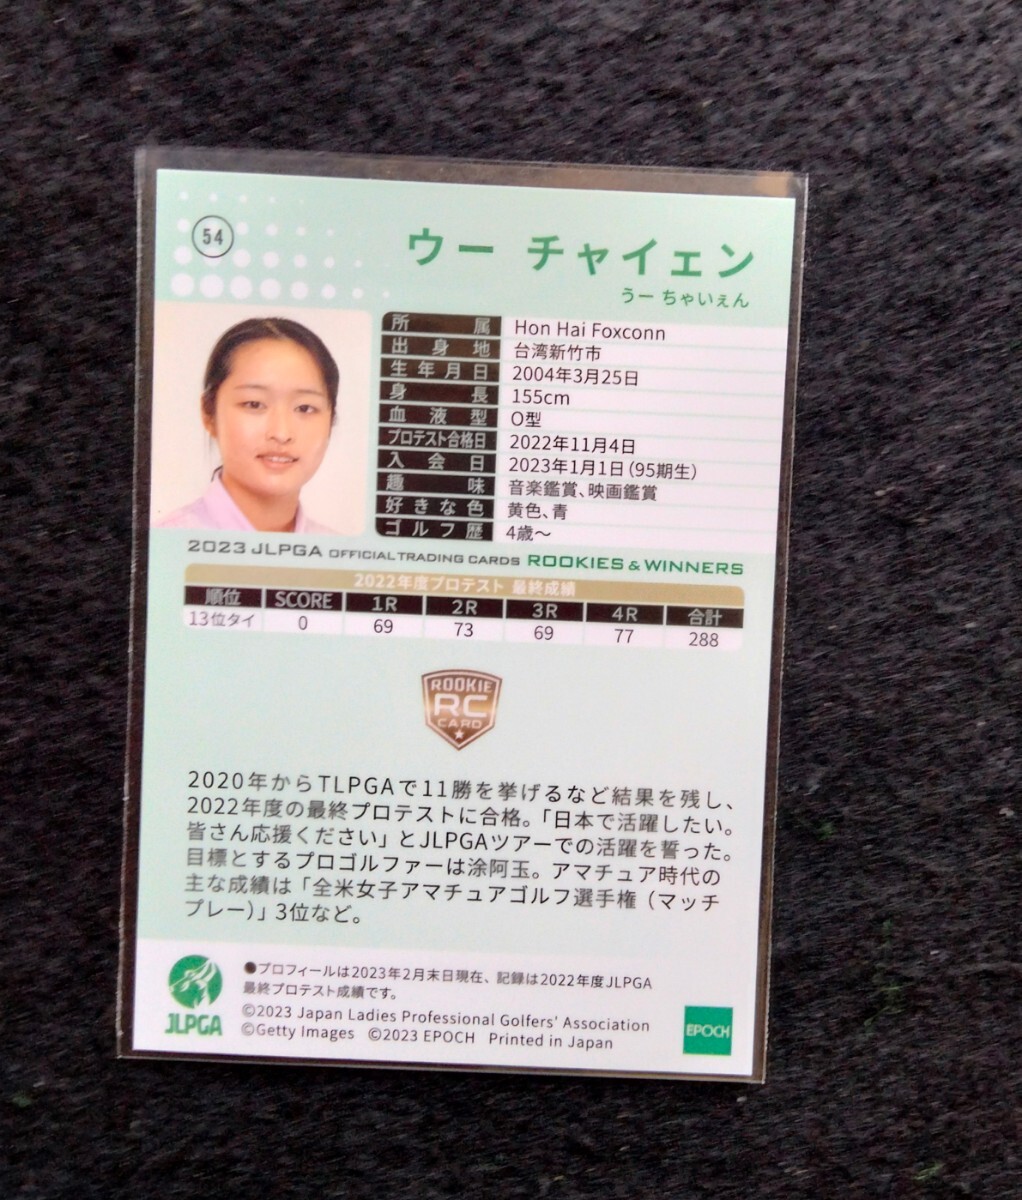 54
ウー チャイェン
うー ちゃいぇん
所属 Hon Hai Foxconn
出身地 台湾新竹市
生年月日 2004年3月25日
身長 155cm
血液型 O型
プロテスト合格日 2022年11月4日
入会日 2023年1月1日(95期生)
趣味 音楽鑑賞、映画鑑賞
好きな色 黄色、青
ゴルフ歴 4歳〜
2023 JLPGA OFFICIAL TRADING CARDS ROOKIES & WINNERS
2022年度プロテスト 最終成績
順位 SCORE 1R 2R 3R 4R 合計
13位タイ 0 69 73 69 77 288
ROOKIE
RC
CARD
2020年からTLPGAで11勝を挙げるなど結果を残し、
2022年度の最終プロテストに合格。「日本で活躍したい。
皆さん応援ください」とJLPGAツアーでの活躍を誓った。
目標とするプロゴルファーは涂阿玉。アマチュア時代の
主な成績は「全米女子アマチュアゴルフ選手権(マッチ
プレー)」3位など。
JLPGA
●プロフィールは2023年2月末日現在、記録は2022年度JLPGA
最終プロテスト成績です。
©2023 Japan Ladies Professional Golfers' Association
©Getty Images ©2023 EPOCH Printed in Japan
EPOCH